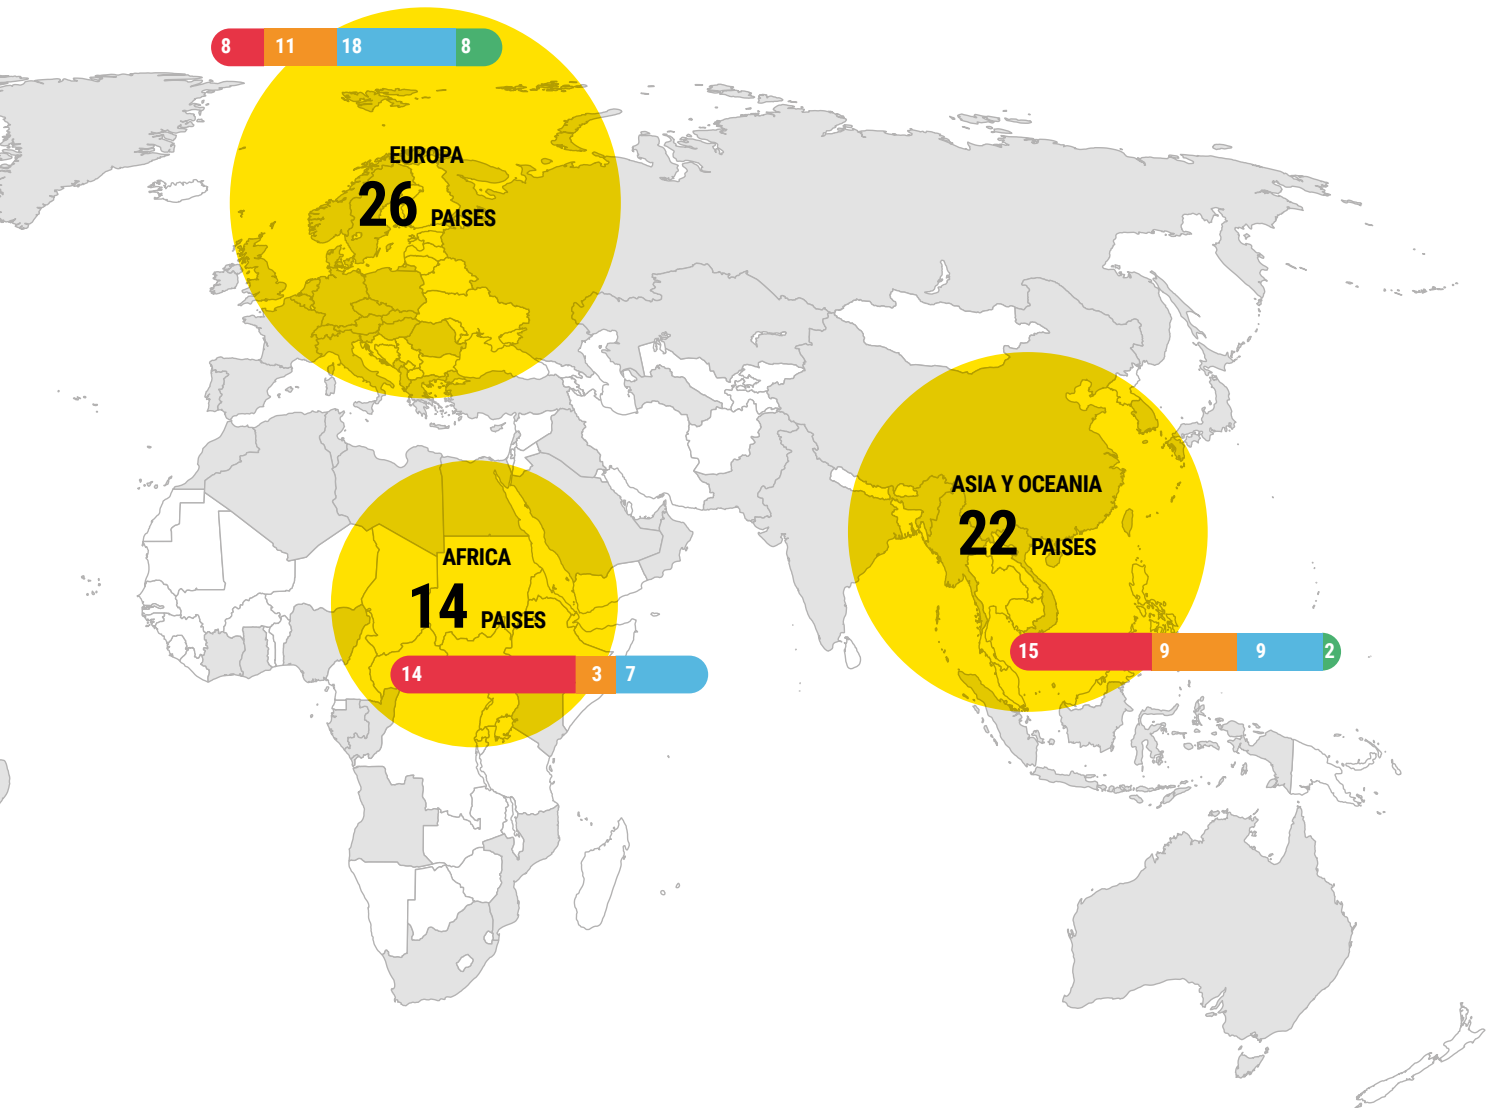 8 11 18 8
EUROPA
26 PAISES
ASIA Y OCEANIA
22 PAISES
AFRICA
14 PAISES
15 9 9 2
14 3 7